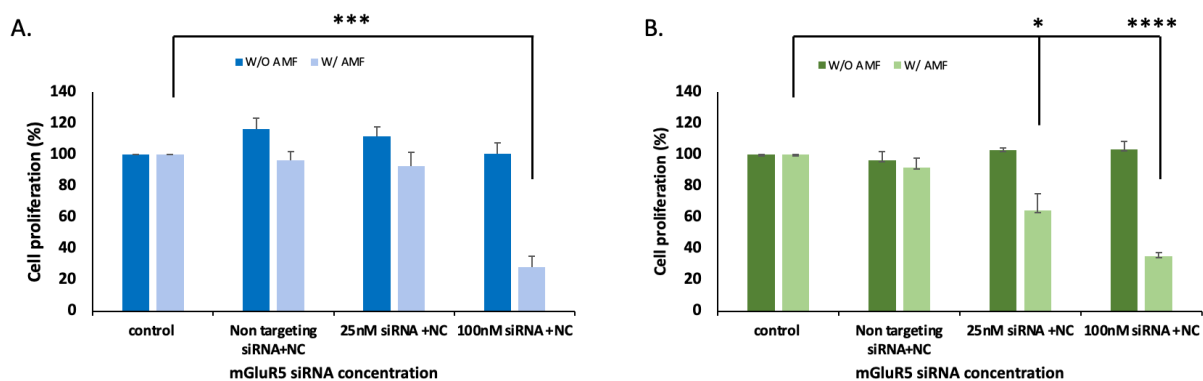 A.
***
W/O AMF W/ AMF
140
120
100
80
60
40
20
0
Cell proliferation (%)
control
Non targeting
siRNA+NC
25nM siRNA +NC
100nM siRNA +NC
mGluR5 siRNA concentration
B.
* ****
W/O AMF W/ AMF
140
120
100
80
60
40
20
0
Cell proliferation (%)
control
Non targeting
siRNA+NC
25nM siRNA +NC
100nM siRNA +NC
mGluR5 siRNA concentration